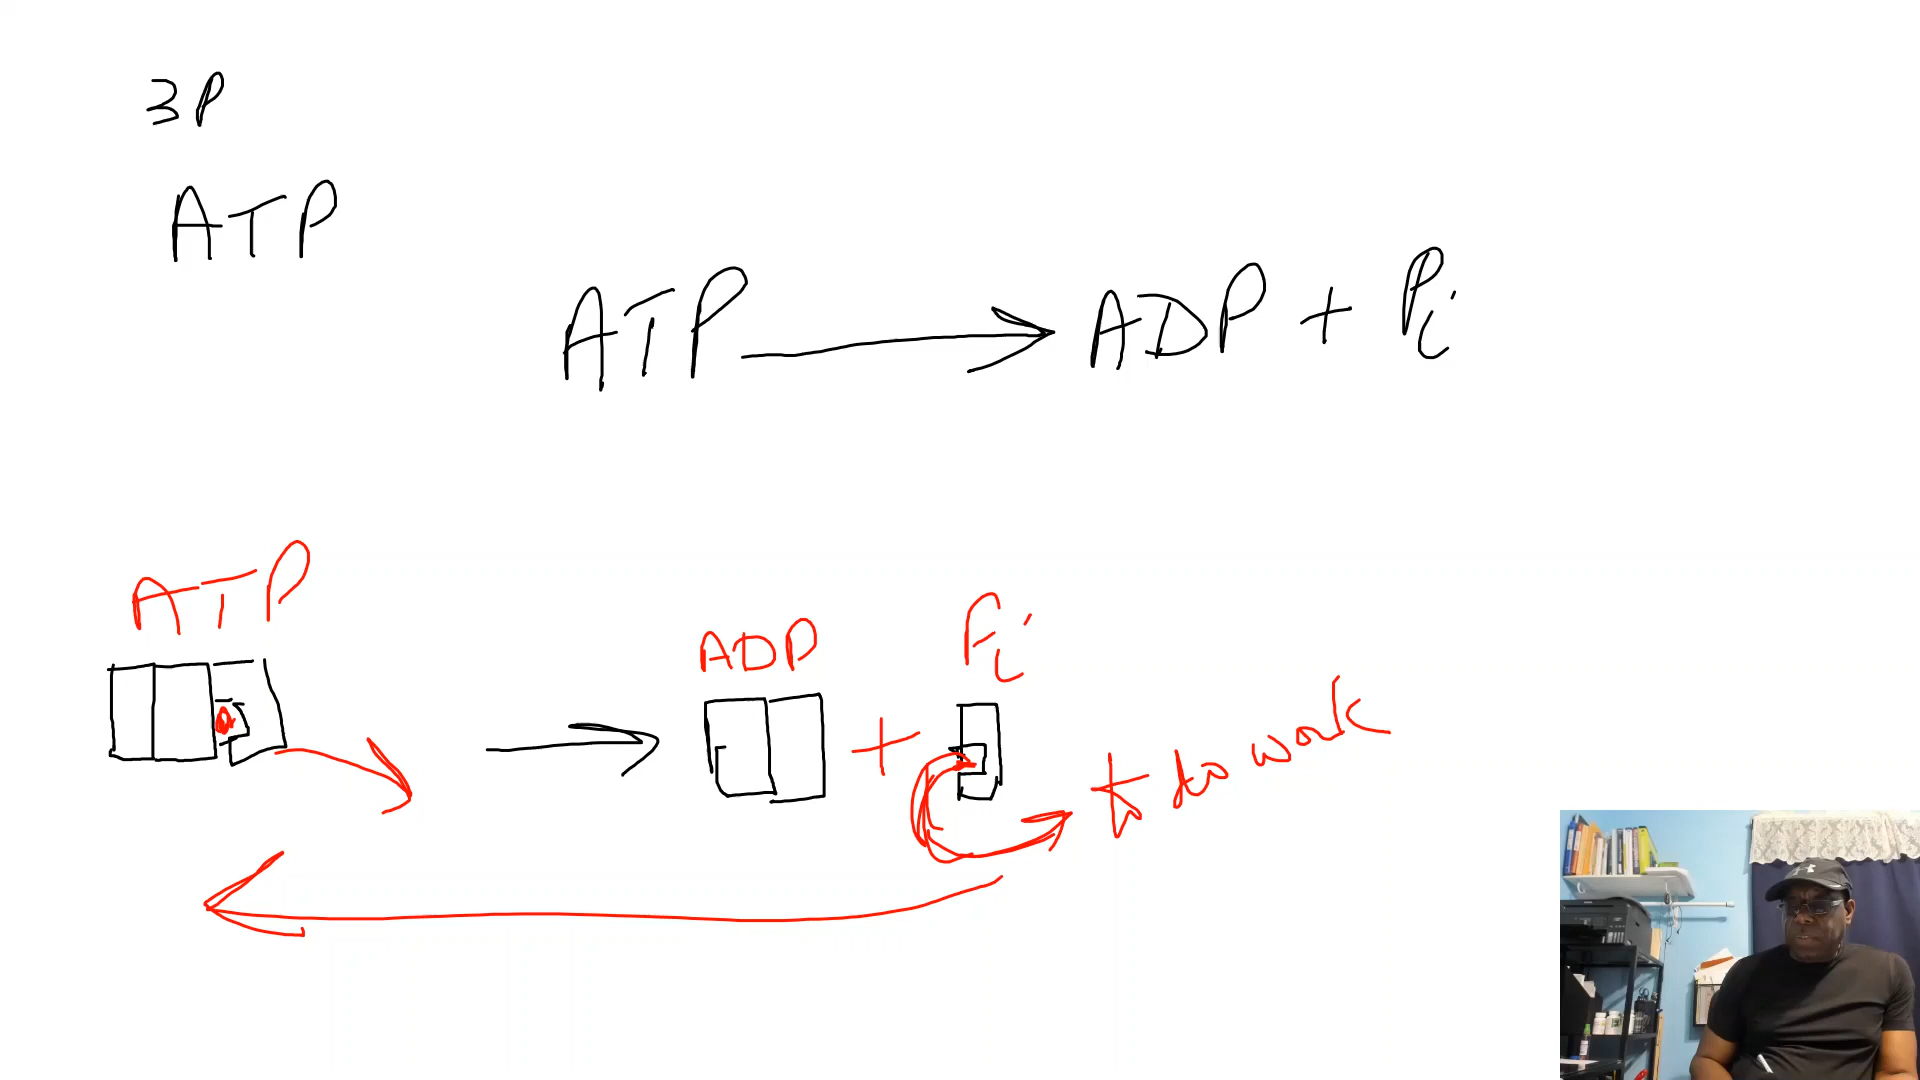 3P
ATP
ATP → ADP + Pi
ATP
ADP + Pi
to do work